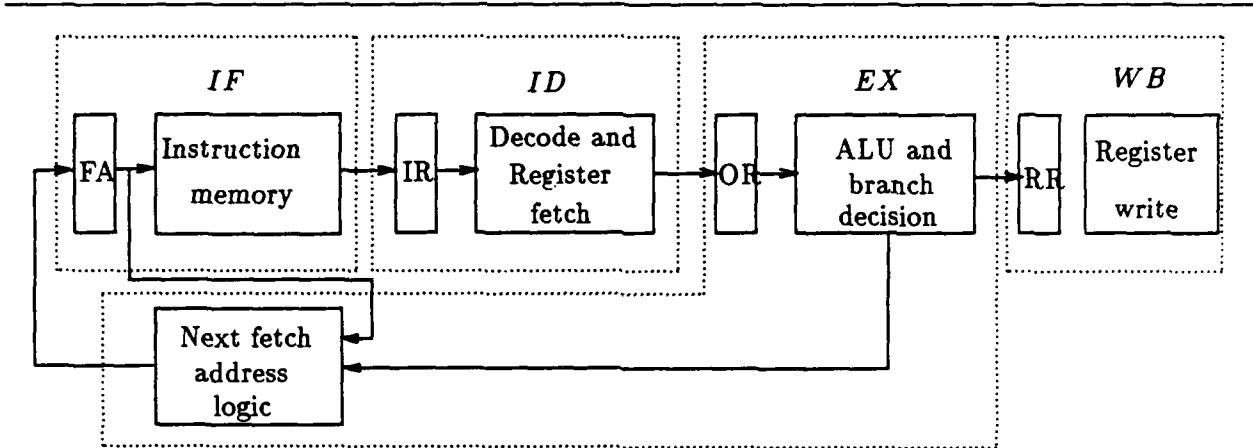 IF
ID
EX
WB
FA
Instruction
memory
IR
Decode and
Register
fetch
OR
ALU and
branch
decision
RR
Register
write
Next fetch
address
logic